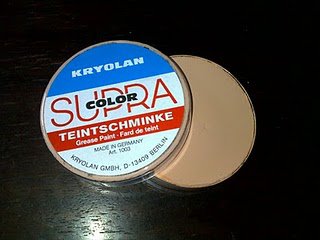 KRYOLAN
SUPRA
COLOR
TEINTSCHMINKE
Grease Paint · Fard de teint
MADE IN GERMANY
Art. 1003
KRYOLAN GMBH, D-13409 BERLIN